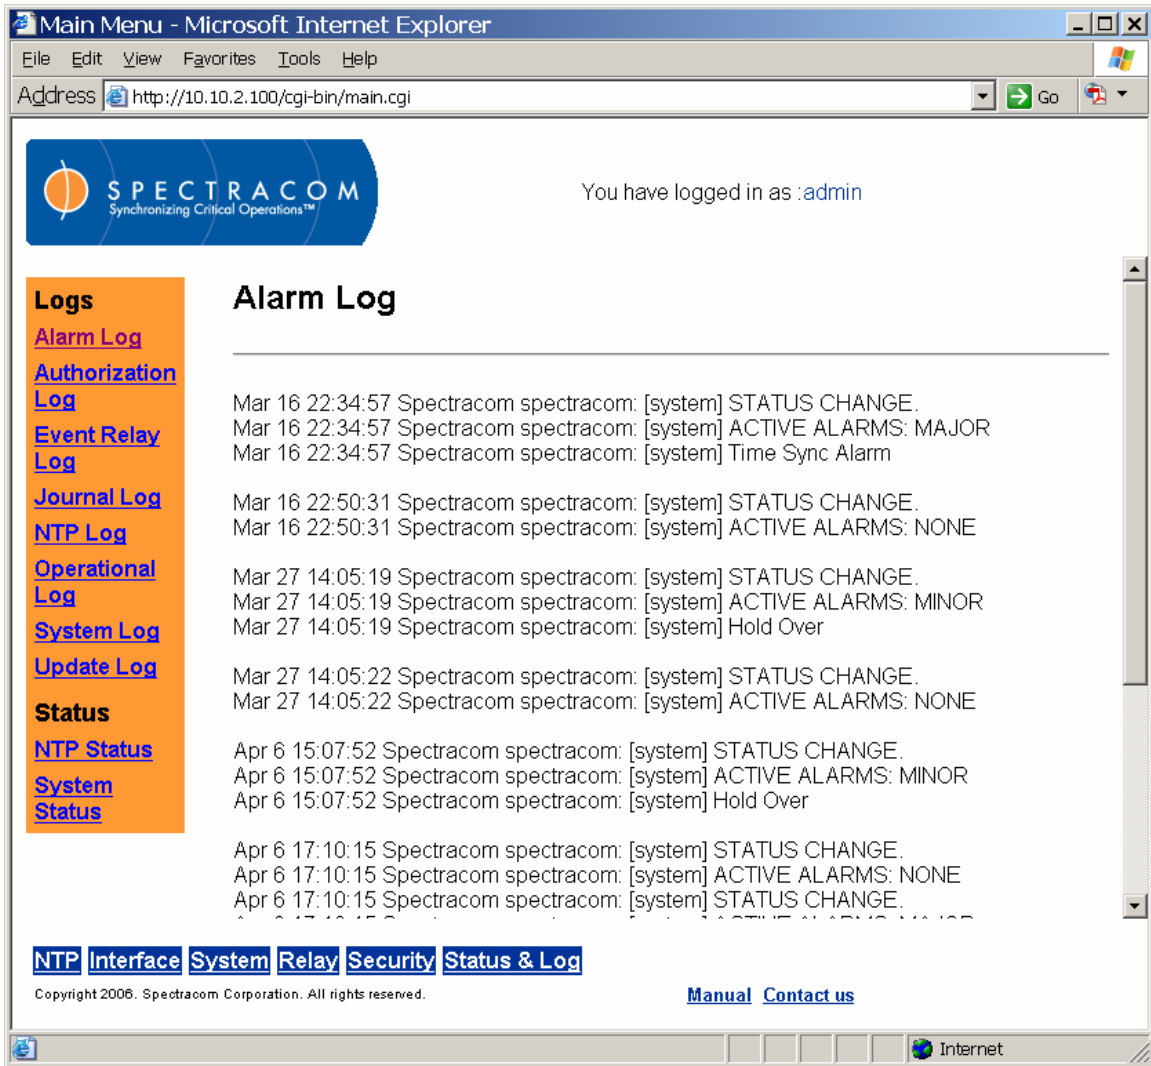 Main Menu - Microsoft Internet Explorer
File Edit View Favorites Tools Help
Address http://10.10.2.100/cgi-bin/main.cgi Go
SPECTRACOM
Synchronizing Critical Operations™
You have logged in as :admin
Logs
Alarm Log
Authorization
Log
Event Relay
Log
Journal Log
NTP Log
Operational
Log
System Log
Update Log
Status
NTP Status
System
Status
Alarm Log
Mar 16 22:34:57 Spectracom spectracom: [system] STATUS CHANGE.
Mar 16 22:34:57 Spectracom spectracom: [system] ACTIVE ALARMS: MAJOR
Mar 16 22:34:57 Spectracom spectracom: [system] Time Sync Alarm
Mar 16 22:50:31 Spectracom spectracom: [system] STATUS CHANGE.
Mar 16 22:50:31 Spectracom spectracom: [system] ACTIVE ALARMS: NONE
Mar 27 14:05:19 Spectracom spectracom: [system] STATUS CHANGE.
Mar 27 14:05:19 Spectracom spectracom: [system] ACTIVE ALARMS: MINOR
Mar 27 14:05:19 Spectracom spectracom: [system] Hold Over
Mar 27 14:05:22 Spectracom spectracom: [system] STATUS CHANGE.
Mar 27 14:05:22 Spectracom spectracom: [system] ACTIVE ALARMS: NONE
Apr 6 15:07:52 Spectracom spectracom: [system] STATUS CHANGE.
Apr 6 15:07:52 Spectracom spectracom: [system] ACTIVE ALARMS: MINOR
Apr 6 15:07:52 Spectracom spectracom: [system] Hold Over
Apr 6 17:10:15 Spectracom spectracom: [system] STATUS CHANGE.
Apr 6 17:10:15 Spectracom spectracom: [system] ACTIVE ALARMS: NONE
Apr 6 17:10:15 Spectracom spectracom: [system] STATUS CHANGE.
NTP Interface System Relay Security Status & Log
Copyright 2006. Spectracom Corporation. All rights reserved.
Manual Contact us
Internet